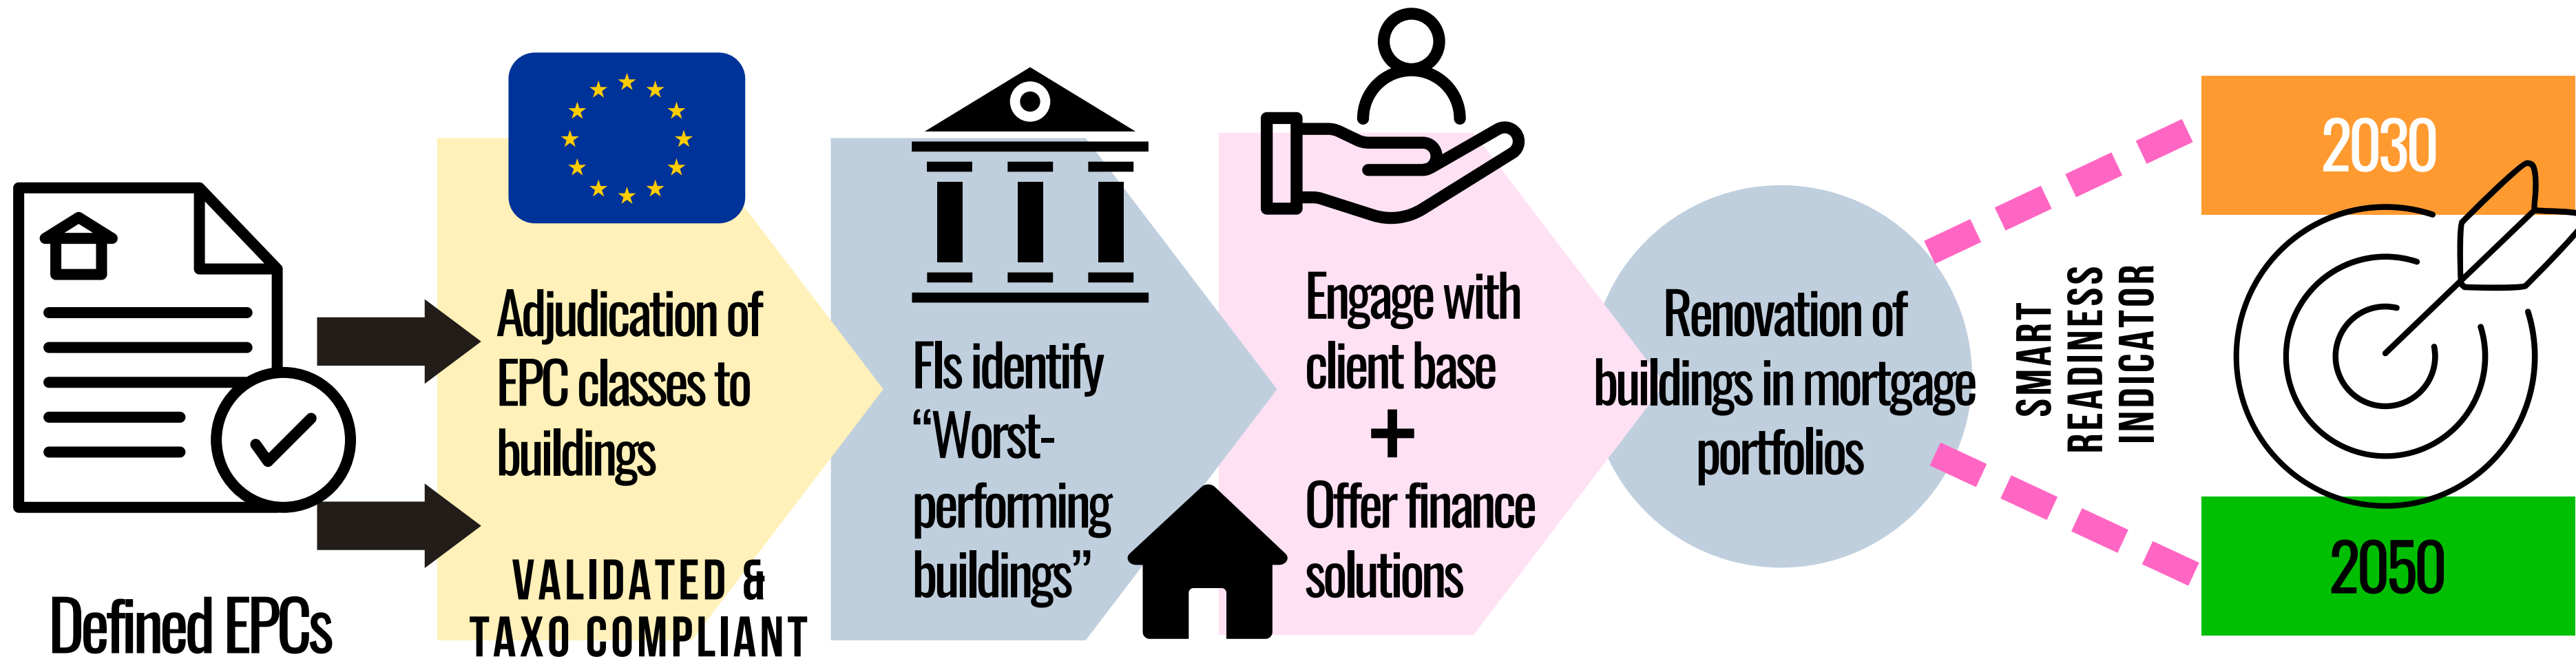 Defined EPCs
Adjudication of
EPC classes to
buildings
VALIDATED &
TAXO COMPLIANT
FIs identify
“Worst-
performing
buildings”
Engage with
client base
+
Offer finance
solutions
Renovation of
buildings in mortgage
portfolios
SMART
READINESS
INDICATOR
2030
2050